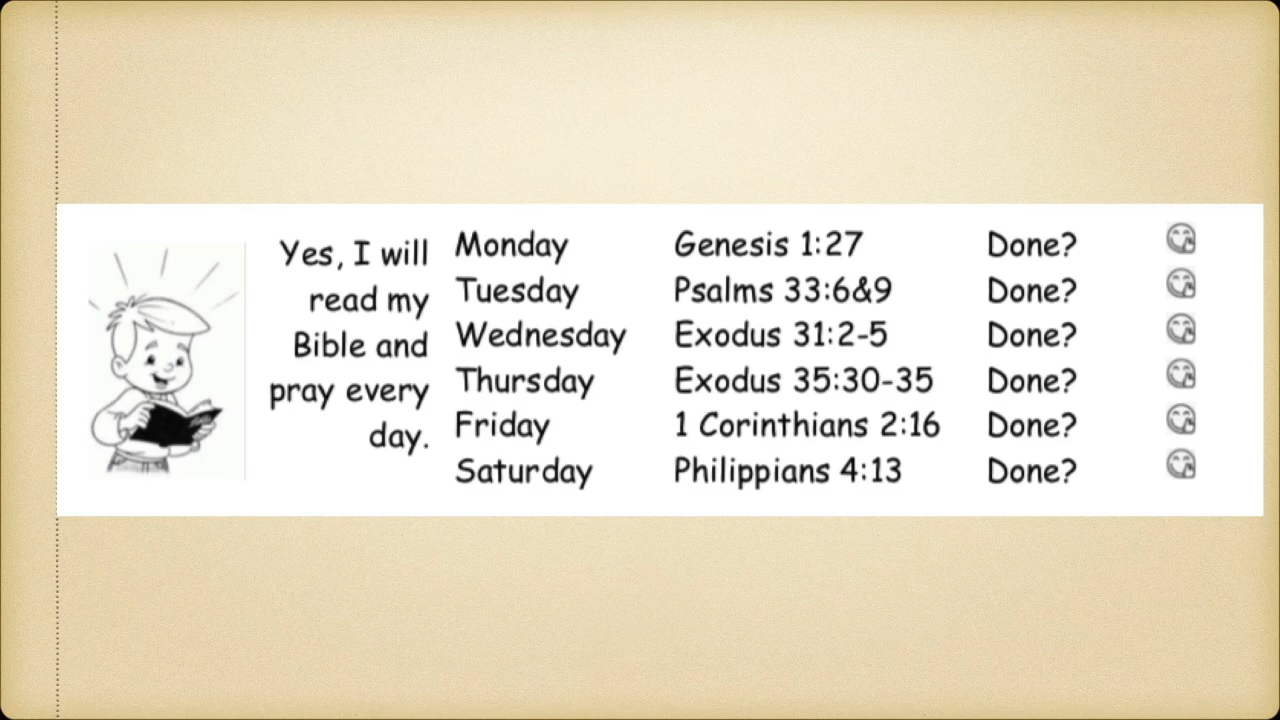 Yes, I will
read my
Bible and
pray every
day.
Monday Genesis 1:27 Done?
Tuesday Psalms 33:6&9 Done?
Wednesday Exodus 31:2-5 Done?
Thursday Exodus 35:30-35 Done?
Friday 1 Corinthians 2:16 Done?
Saturday Philippians 4:13 Done?